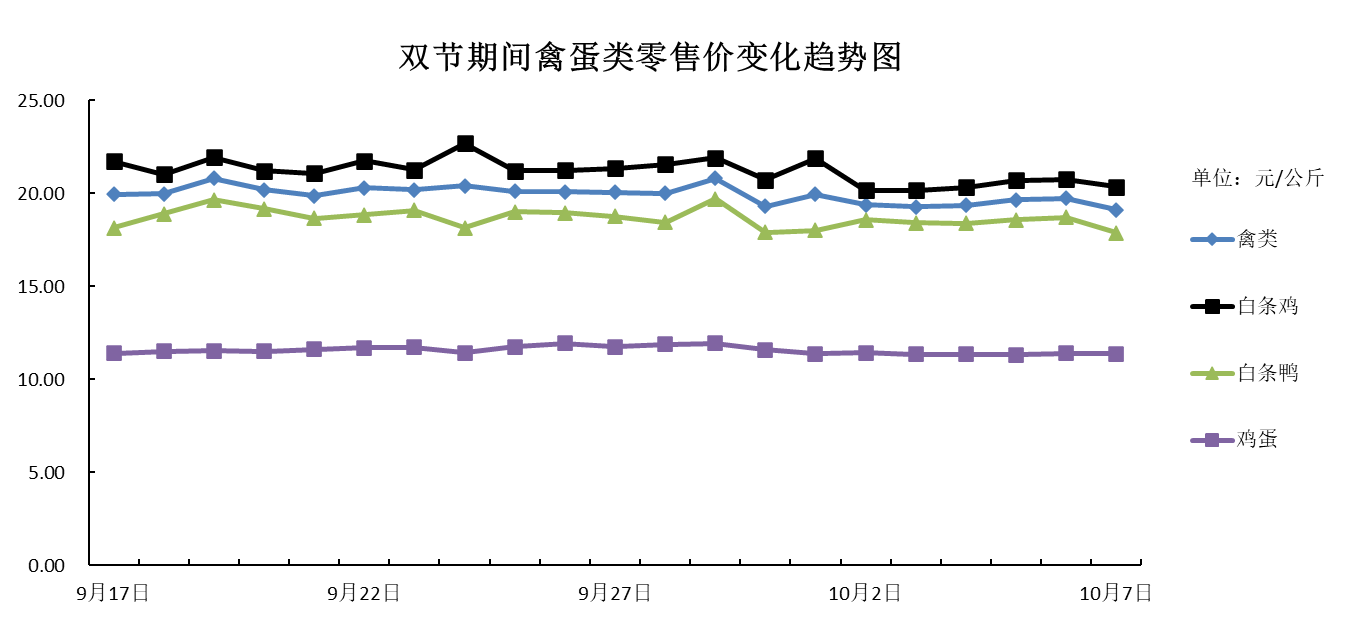 双节期间禽蛋类零售价变化趋势图
25.00
20.00
15.00
10.00
5.00
0.00
9月17日
9月22日
9月27日
10月2日
10月7日
单位：元/公斤
禽类
白条鸡
白条鸭
鸡蛋